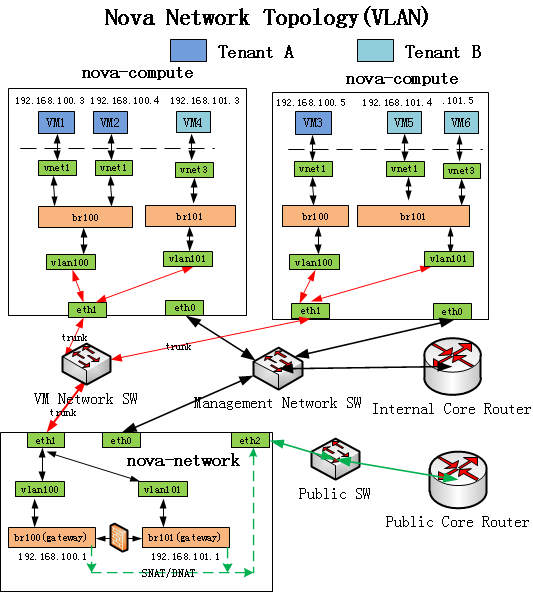 Nova Network Topology(VLAN)
Tenant A
Tenant B
nova-compute
nova-compute
192.168.100.3 192.168.100.4 192.168.101.3
192.168.100.5 192.168.101.4 .101.5
VM1 VM2 VM4
VM3 VM5 VM6
vnet1 vnet1 vnet3
vnet1 vnet1 vnet3
br100 br101
br100 br101
vlan100 vlan101
vlan100 vlan101
eth1 eth0
eth1 eth0
trunk
trunk
VM Network SW
Management Network SW
Internal Core Router
trunk
eth1 eth0 eth2
nova-network
vlan100 vlan101
Public SW
Public Core Router
br100(gateway) br101(gateway)
192.168.100.1 192.168.101.1
SNAT/DNAT